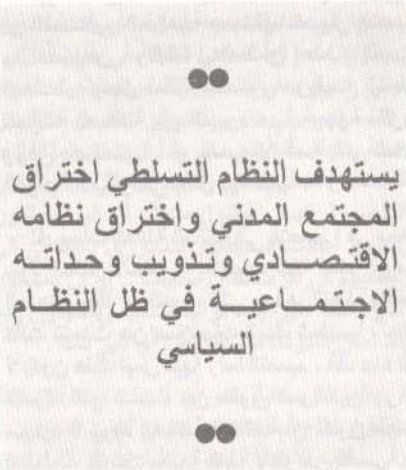 يستهدف النظام التسلطي اختراق
المجتمع المدني واختراق نظامه
الاقتصادي وتذويب وحداته
الاجتماعية في ظل النظام
السياسي